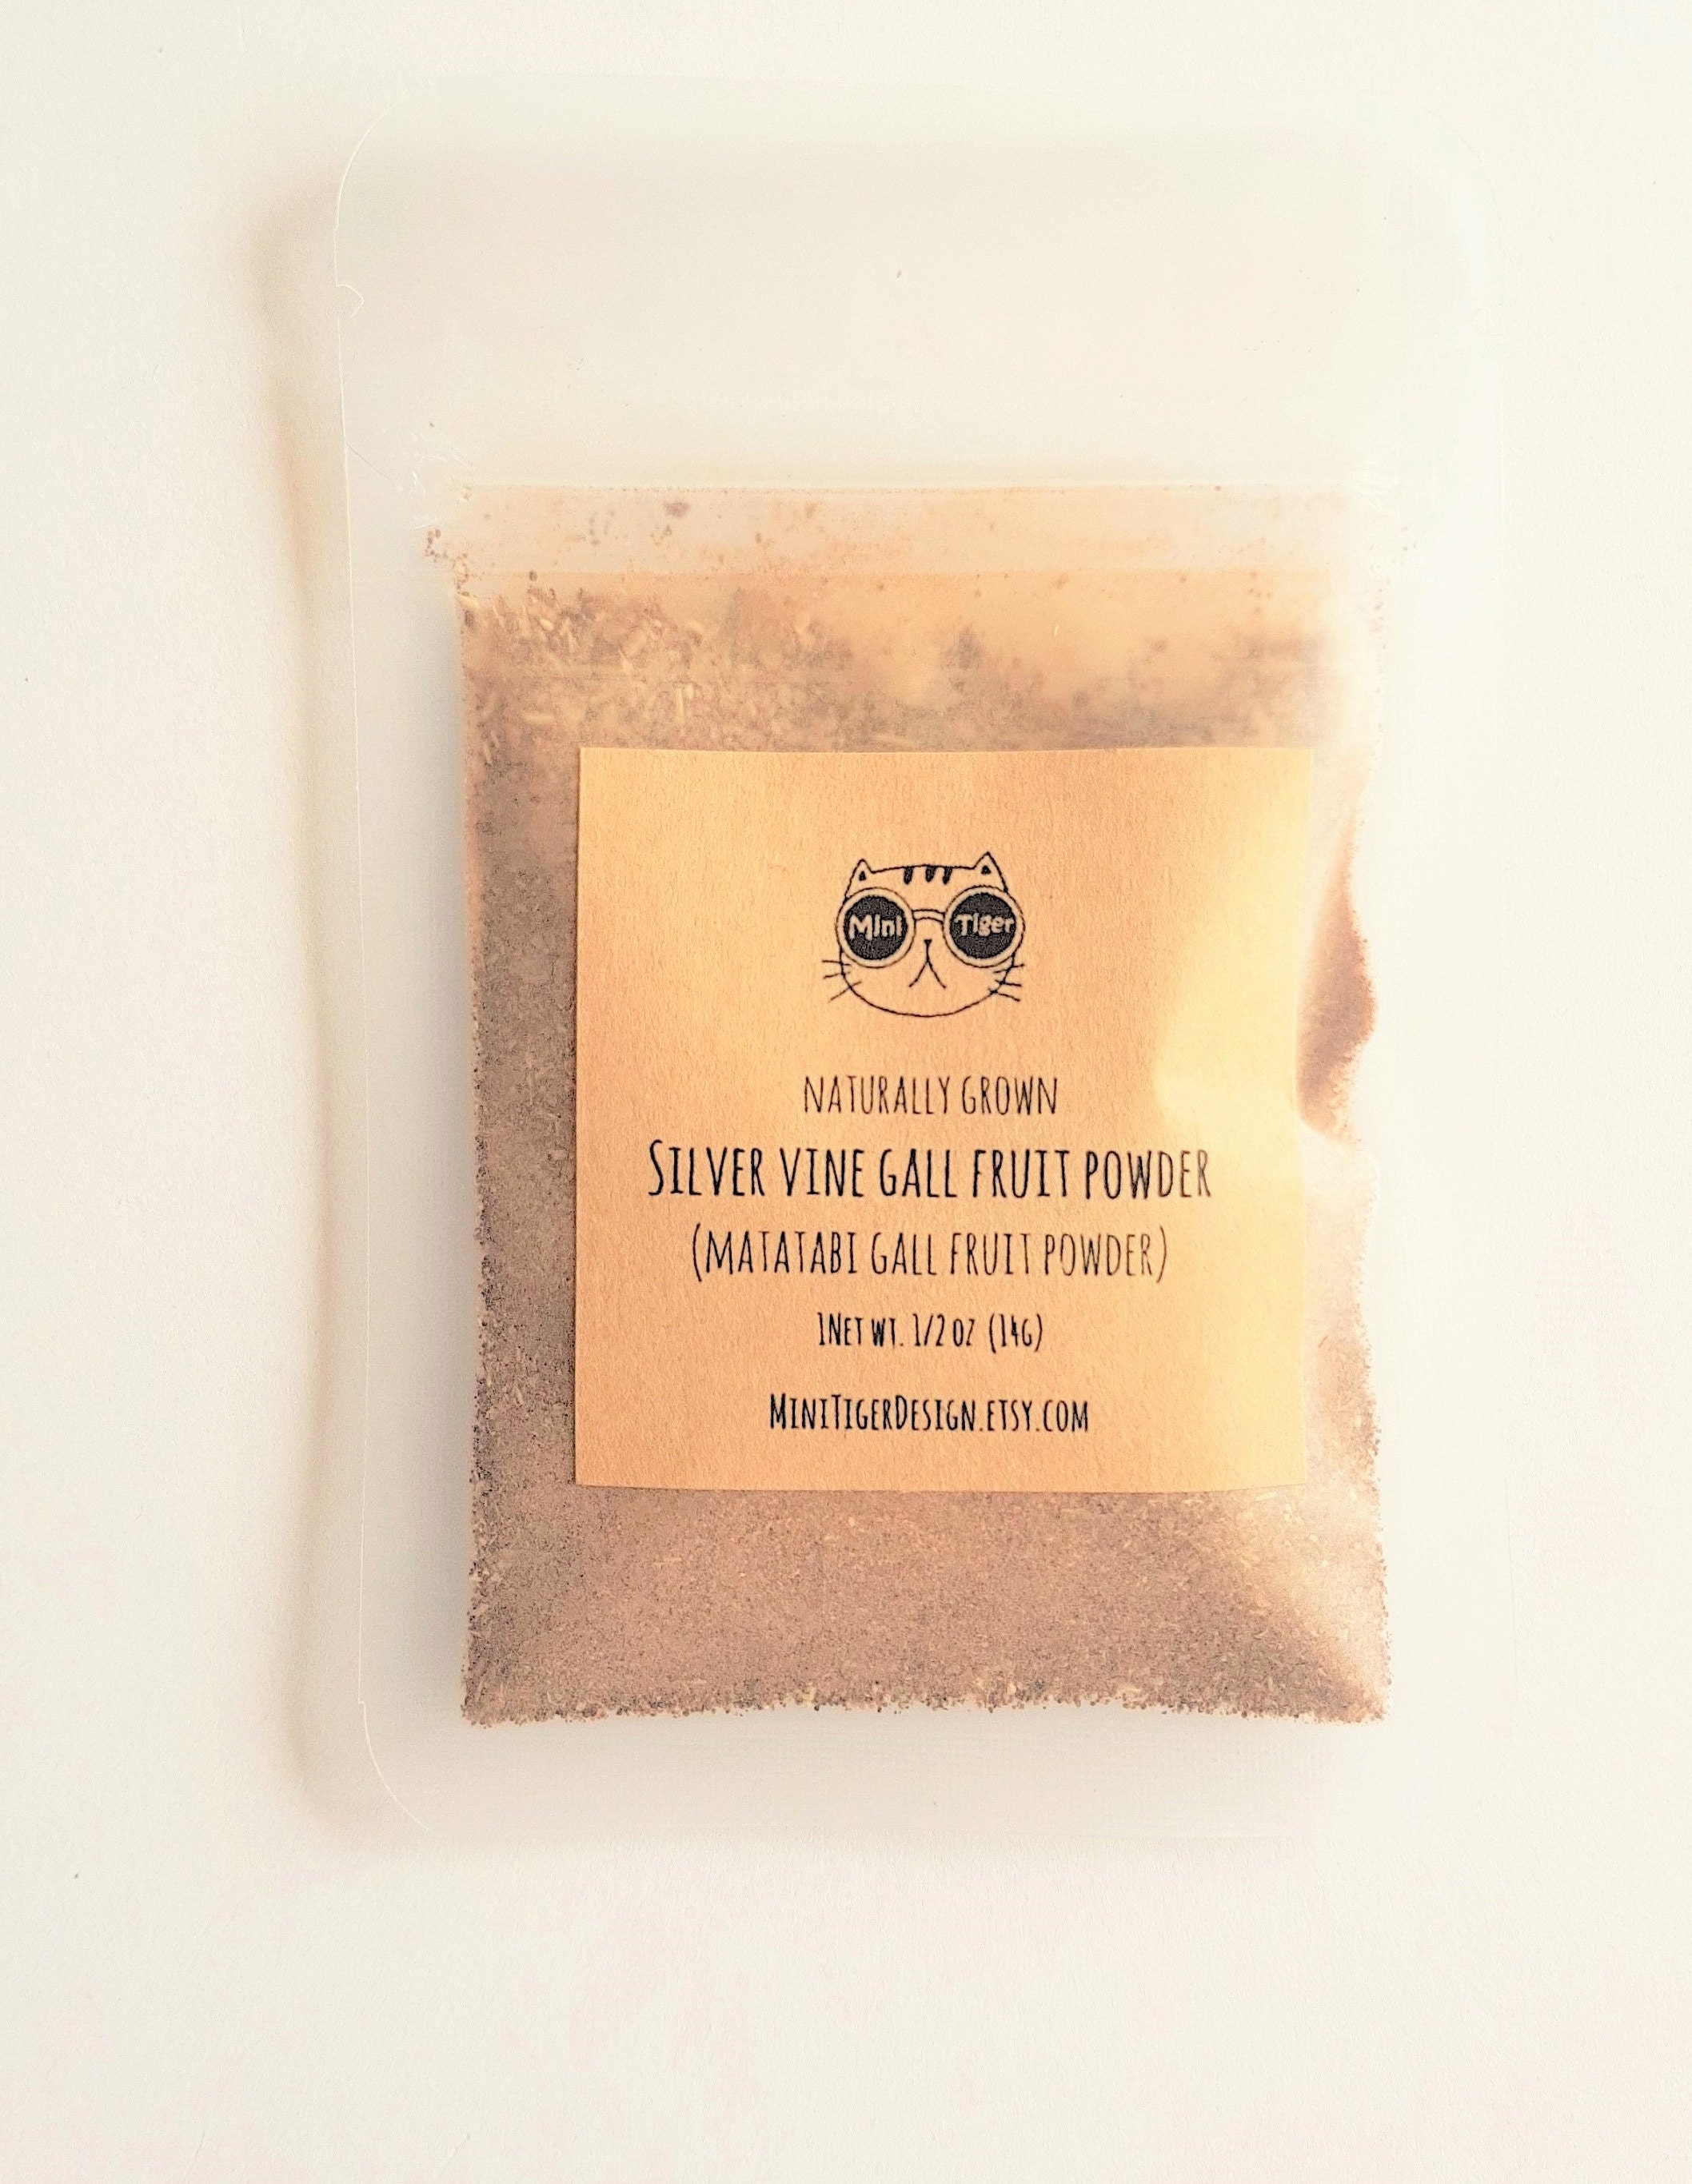 Mini Tiger
NATURALLY GROWN
SILVER VINE GALL FRUIT POWDER
(MATATABI GALL FRUIT POWDER)
1NET WT. 1/2 OZ (14G)
MINITIGERDESIGN.ETSY.COM